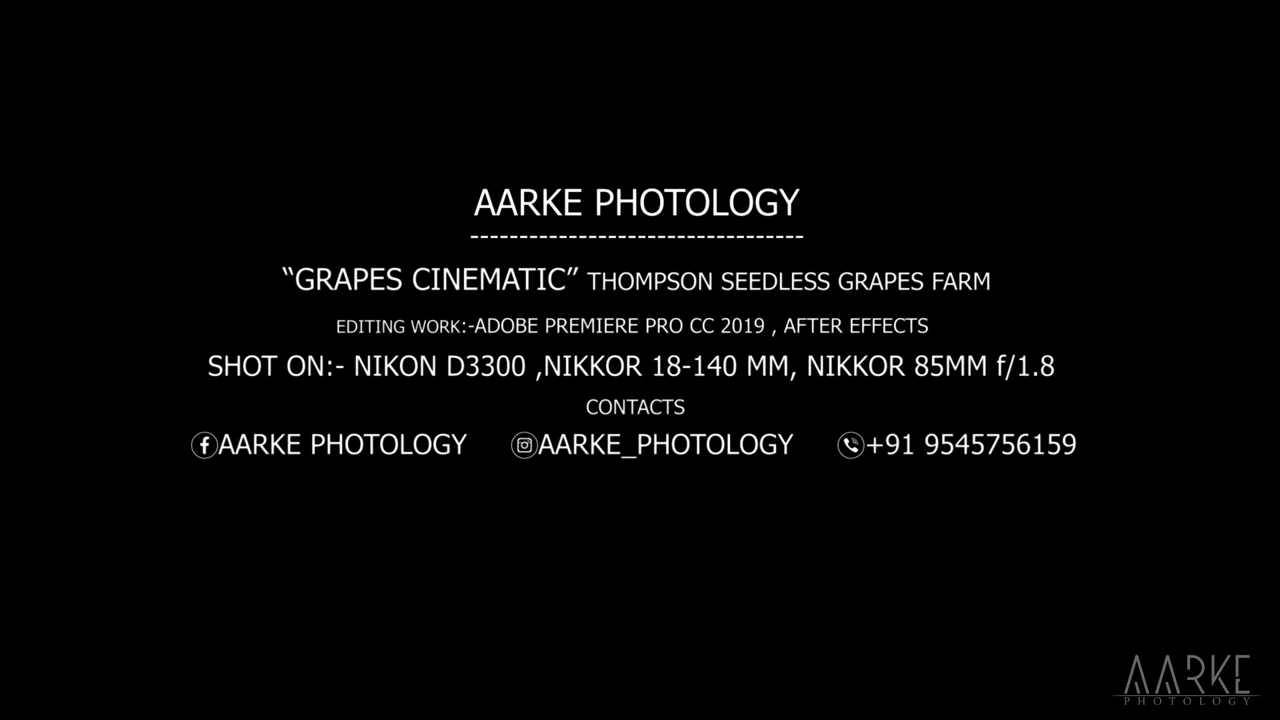 AARKE PHOTOLOGY
---------------------------------
“GRAPES CINEMATIC” THOMPSON SEEDLESS GRAPES FARM
EDITING WORK:-ADOBE PREMIERE PRO CC 2019 , AFTER EFFECTS
SHOT ON:- NIKON D3300 ,NIKKOR 18-140 MM, NIKKOR 85MM f/1.8
CONTACTS
AARKE PHOTOLOGY AARKE_PHOTOLOGY +91 9545756159
AARKE
PHOTOLOGY